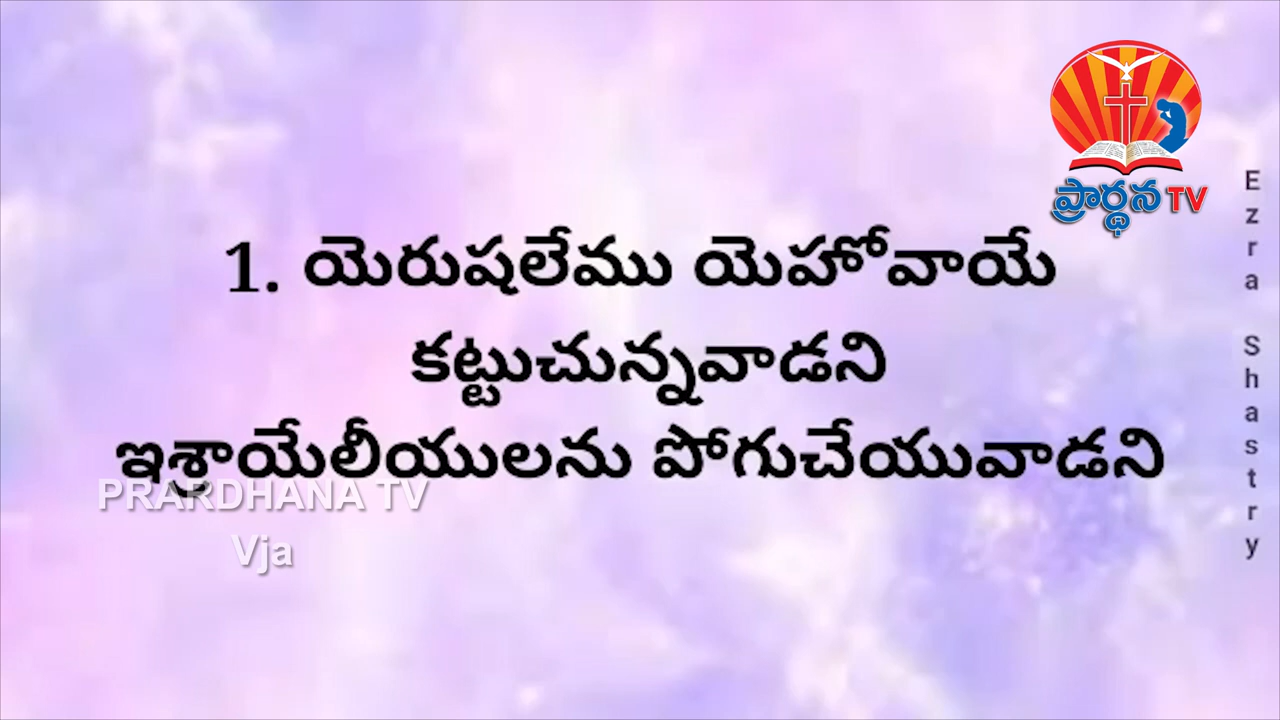 ప్రార్థన TV
1. యెరుషలేము యెహోవాయే
కట్టుచున్నవాడని
ఇశ్రాయేలీయులను పోగుచేయువాడని
PRARDHANA TV
Vja
Ezra Shastry